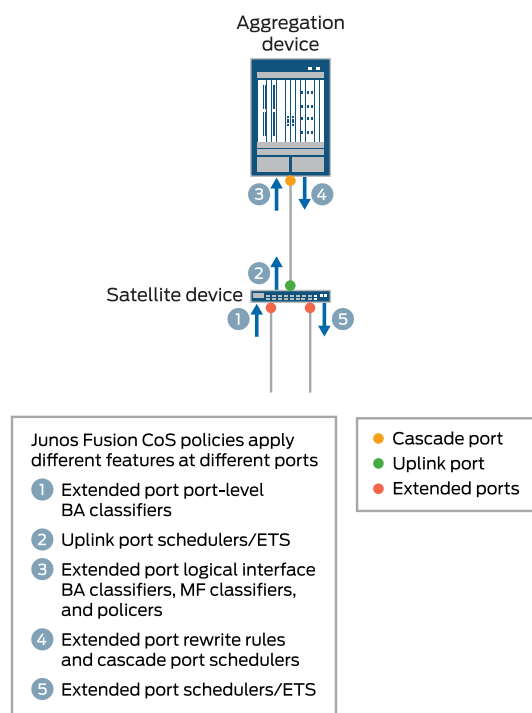 Aggregation
device
3
4
2
Satellite device
1
5
Junos Fusion CoS policies apply
different features at different ports
1 Extended port port-level
BA classifiers
2 Uplink port schedulers/ETS
3 Extended port logical interface
BA classifiers, MF classifiers,
and policers
4 Extended port rewrite rules
and cascade port schedulers
5 Extended port schedulers/ETS
Cascade port
Uplink port
Extended ports